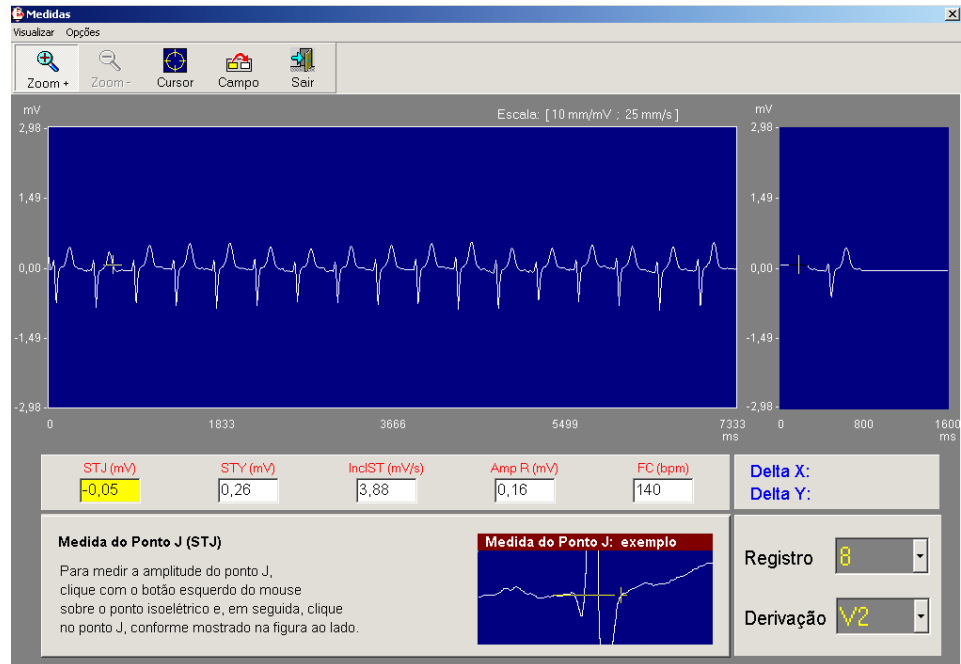 Medidas
Visualizar Opções
Zoom + Zoom - Cursor Campo Sair
mV Escala: [ 10 mm/mV ; 25 mm/s ] mV
2,98 2,98
1,49 1,49
0,00 0,00
-1,49 -1,49
-2,98 -2,98
0 1833 3666 5499 7333 0 800 1600
ms ms
STJ (mV) STY (mV) InclST (mV/s) Amp R (mV) FC (bpm)
-0,05 0,26 3,88 0,16 140
Delta X:
Delta Y:
Medida do Ponto J (STJ)
Para medir a amplitude do ponto J,
clique com o botão esquerdo do mouse
sobre o ponto isoelétrico e, em seguida, clique
no ponto J, conforme mostrado na figura ao lado.
Medida do Ponto J: exemplo
Registro 8
Derivação V2